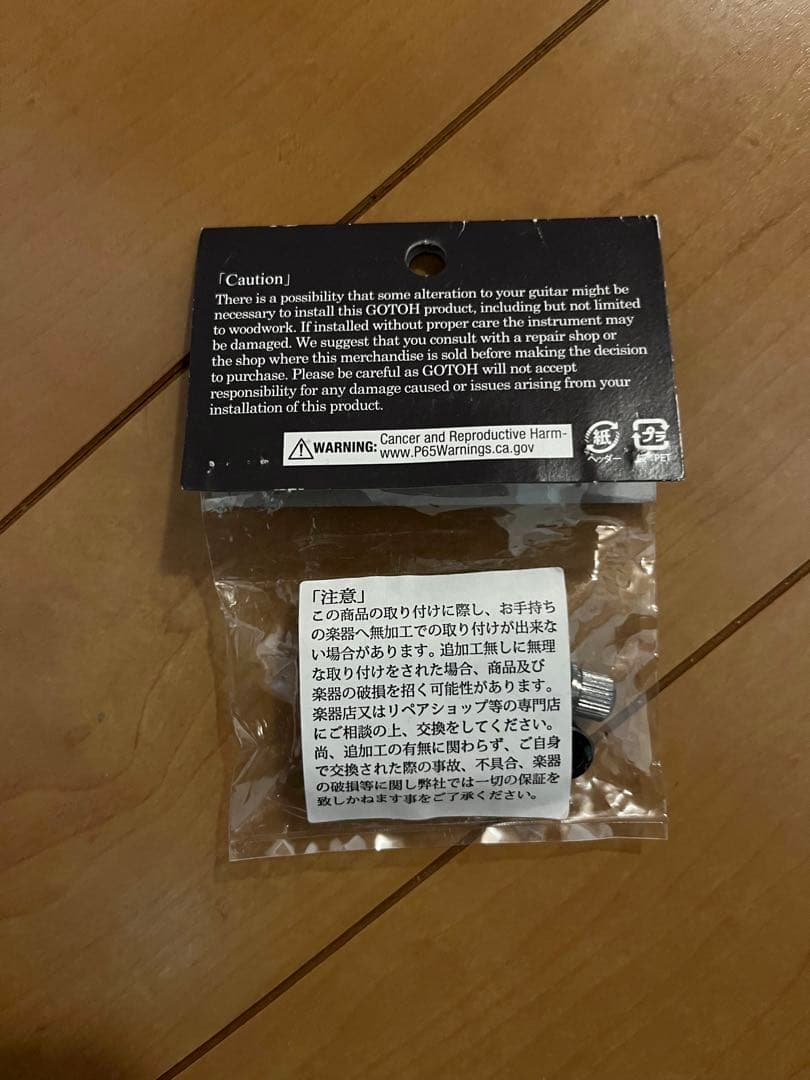 「Caution」
There is a possibility that some alteration to your guitar might be
necessary to install this GOTOH product, including but not limited
to woodwork. If installed without proper care the instrument may
be damaged. We suggest that you consult with a repair shop or
the shop where this merchandise is sold before making the decision
to purchase. Please be careful as GOTOH will not accept
responsibility for any damage caused or issues arising from your
installation of this product.
WARNING: Cancer and Reproductive Harm-
www.P65Warnings.ca.gov
紙
ヘッダー
プラ
PET
「注意」
この商品の取り付けに際し、お手持ち
の楽器へ無加工での取り付けが出来な
い場合があります。追加工無しに無理
な取り付けをされた場合、商品及び
楽器の破損を招く可能性があります。
楽器店又はリペアショップ等の専門店
にご相談の上、交換をしてください。
尚、追加工の有無に関わらず、ご自身
で交換された際の事故、不具合、楽器
の破損等に関し弊社では一切の保証を
致しかねます事をご了承ください。